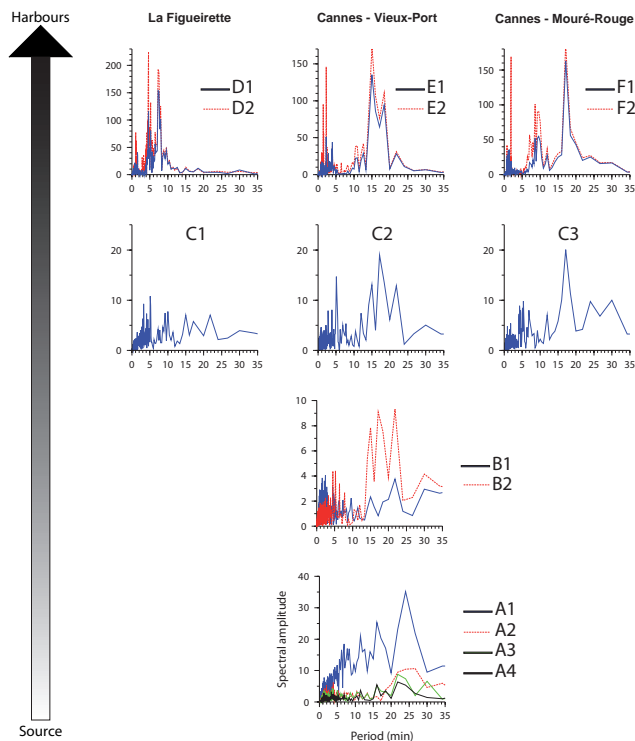 Harbours
La Figueirette
Cannes - Vieux-Port
Cannes - Mouré-Rouge
200
150
100
50
0
D1
D2
0 5 10 15 20 25 30 35
150
100
50
0
E1
E2
0 5 10 15 20 25 30 35
150
100
50
0
F1
F2
0 5 10 15 20 25 30 35
C1
20
10
0
0 5 10 15 20 25 30 35
C2
20
10
0
0 5 10 15 20 25 30 35
C3
20
10
0
0 5 10 15 20 25 30 35
10
8
6
4
2
0
0 5 10 15 20 25 30 35
B1
B2
Spectral amplitude
40
30
20
10
0
0 5 10 15 20 25 30 35
A1
A2
A3
A4
Period (min)
Source